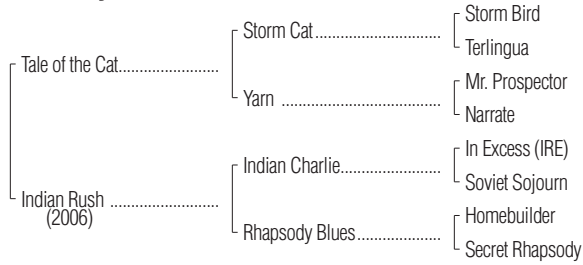 Storm Bird
Storm Cat
Terlingua
Tale of the Cat
Mr. Prospector
Yarn
Narrate
In Excess (IRE)
Indian Charlie
Soviet Sojourn
Indian Rush
(2006)
Homebuilder
Rhapsody Blues
Secret Rhapsody